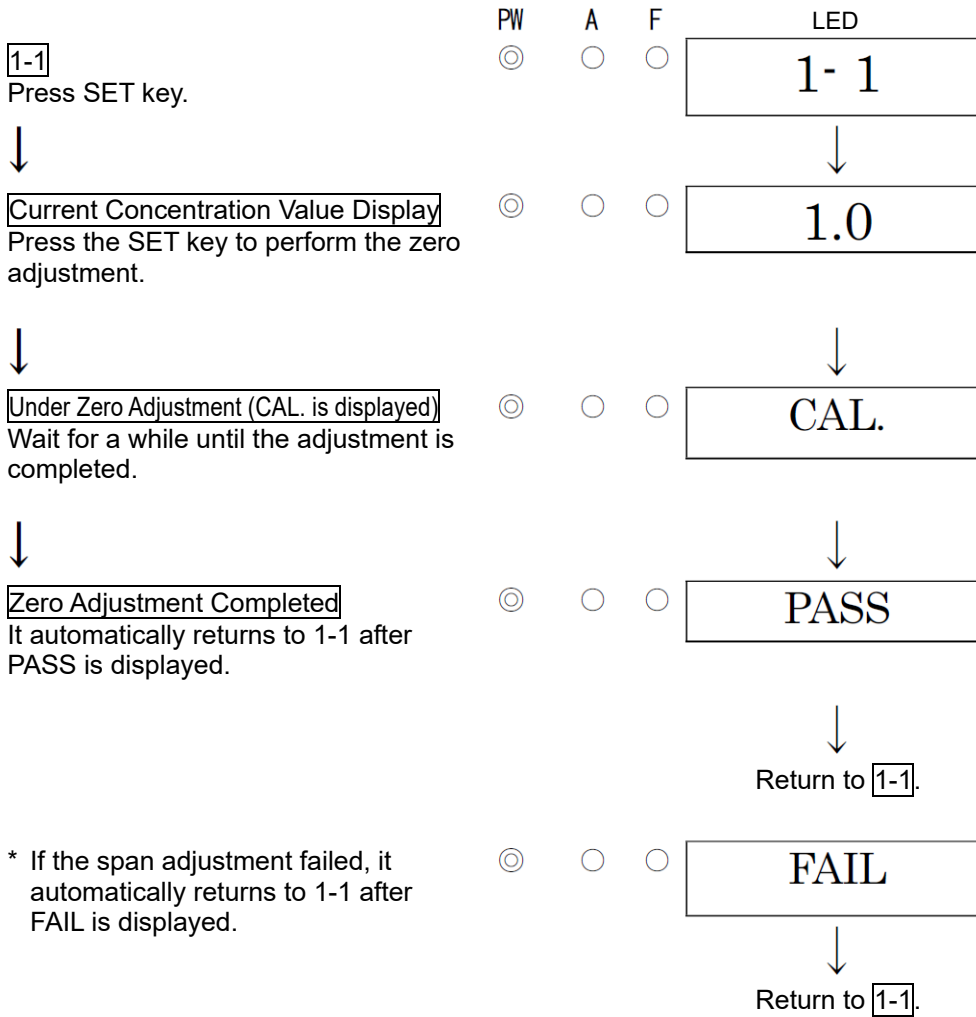 PW A F LED
1-1
Press SET key.
1- 1
Current Concentration Value Display
Press the SET key to perform the zero
adjustment.
1.0
Under Zero Adjustment (CAL. is displayed)
Wait for a while until the adjustment is
completed.
CAL.
Zero Adjustment Completed
It automatically returns to 1-1 after
PASS is displayed.
PASS
Return to 1-1.
* If the span adjustment failed, it
automatically returns to 1-1 after
FAIL is displayed.
FAIL
Return to 1-1.